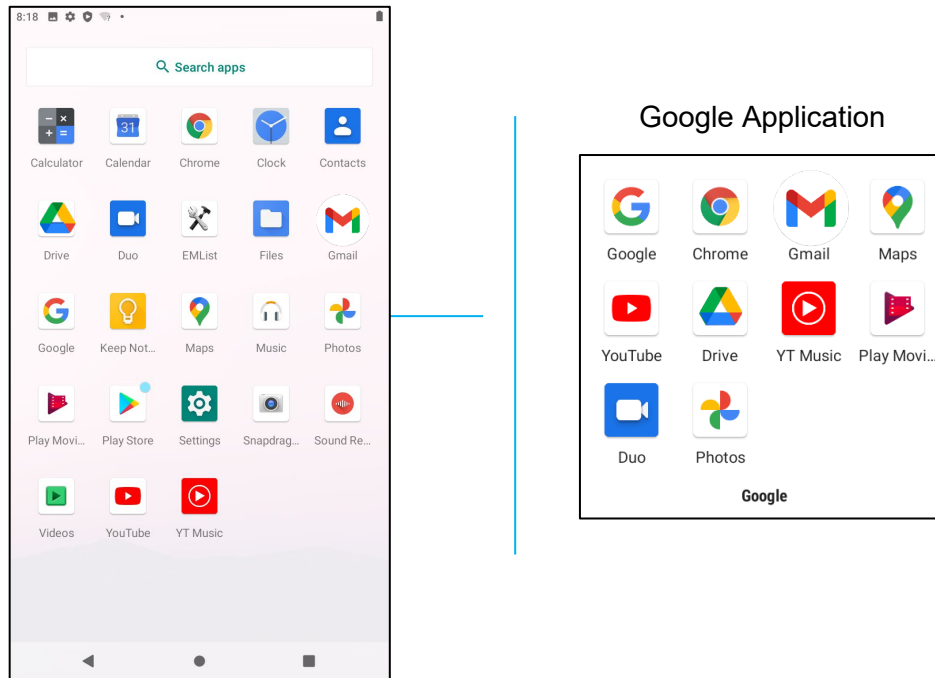 8:18
Search apps
Calculator Calendar Chrome Clock Contacts
Drive Duo EMList Files Gmail
Google Keep Not... Maps Music Photos
Play Movi... Play Store Settings Snapdrag... Sound Re...
Videos YouTube YT Music
Google Application
Google Chrome Gmail Maps
YouTube Drive YT Music Play Movi...
Duo Photos
Google